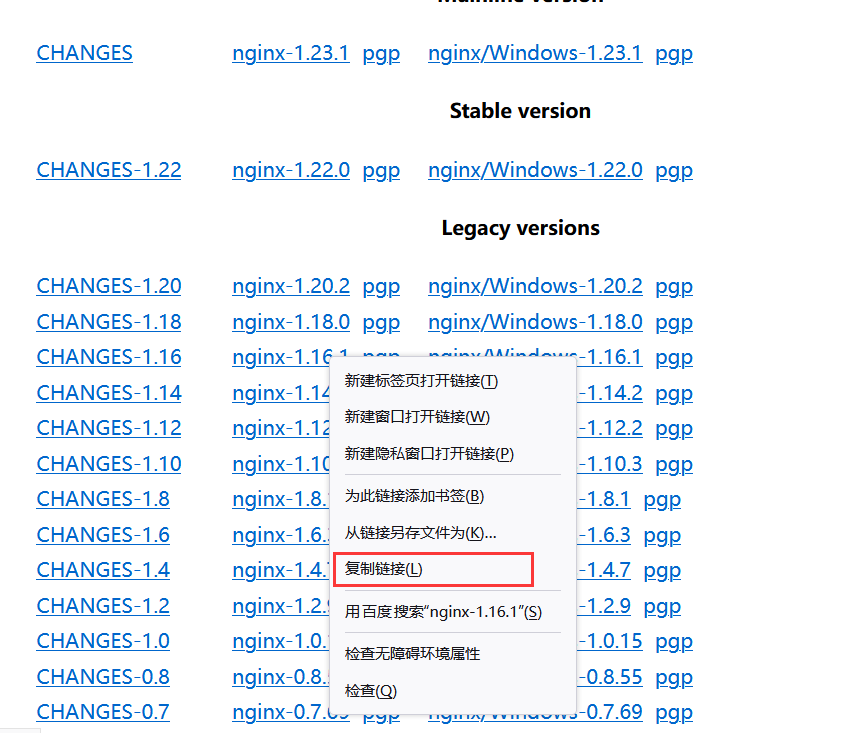 Mainline version
CHANGES nginx-1.23.1 pgp nginx/Windows-1.23.1 pgp
Stable version
CHANGES-1.22 nginx-1.22.0 pgp nginx/Windows-1.22.0 pgp
Legacy versions
CHANGES-1.20 nginx-1.20.2 pgp nginx/Windows-1.20.2 pgp
CHANGES-1.18 nginx-1.18.0 pgp nginx/Windows-1.18.0 pgp
CHANGES-1.16 nginx-1.16.1 pgp nginx/Windows-1.16.1 pgp
CHANGES-1.14 nginx-1.14 -1.14.2 pgp
CHANGES-1.12 nginx-1.12 -1.12.2 pgp
CHANGES-1.10 nginx-1.10 -1.10.3 pgp
CHANGES-1.8 nginx-1.8. -1.8.1 pgp
CHANGES-1.6 nginx-1.6. -1.6.3 pgp
CHANGES-1.4 nginx-1.4. -1.4.7 pgp
CHANGES-1.2 nginx-1.2. -1.2.9 pgp
CHANGES-1.0 nginx-1.0. -1.0.15 pgp
CHANGES-0.8 nginx-0.8. -0.8.55 pgp
CHANGES-0.7 nginx-0.7.69 pgp nginx/Windows-0.7.69 pgp
新建标签页打开链接(T)
新建窗口打开链接(W)
新建隐私窗口打开链接(P)
为此链接添加书签(B)
从链接另存文件为(K)...
复制链接(L)
用百度搜索“nginx-1.16.1”(S)
检查无障碍环境属性
检查(Q)